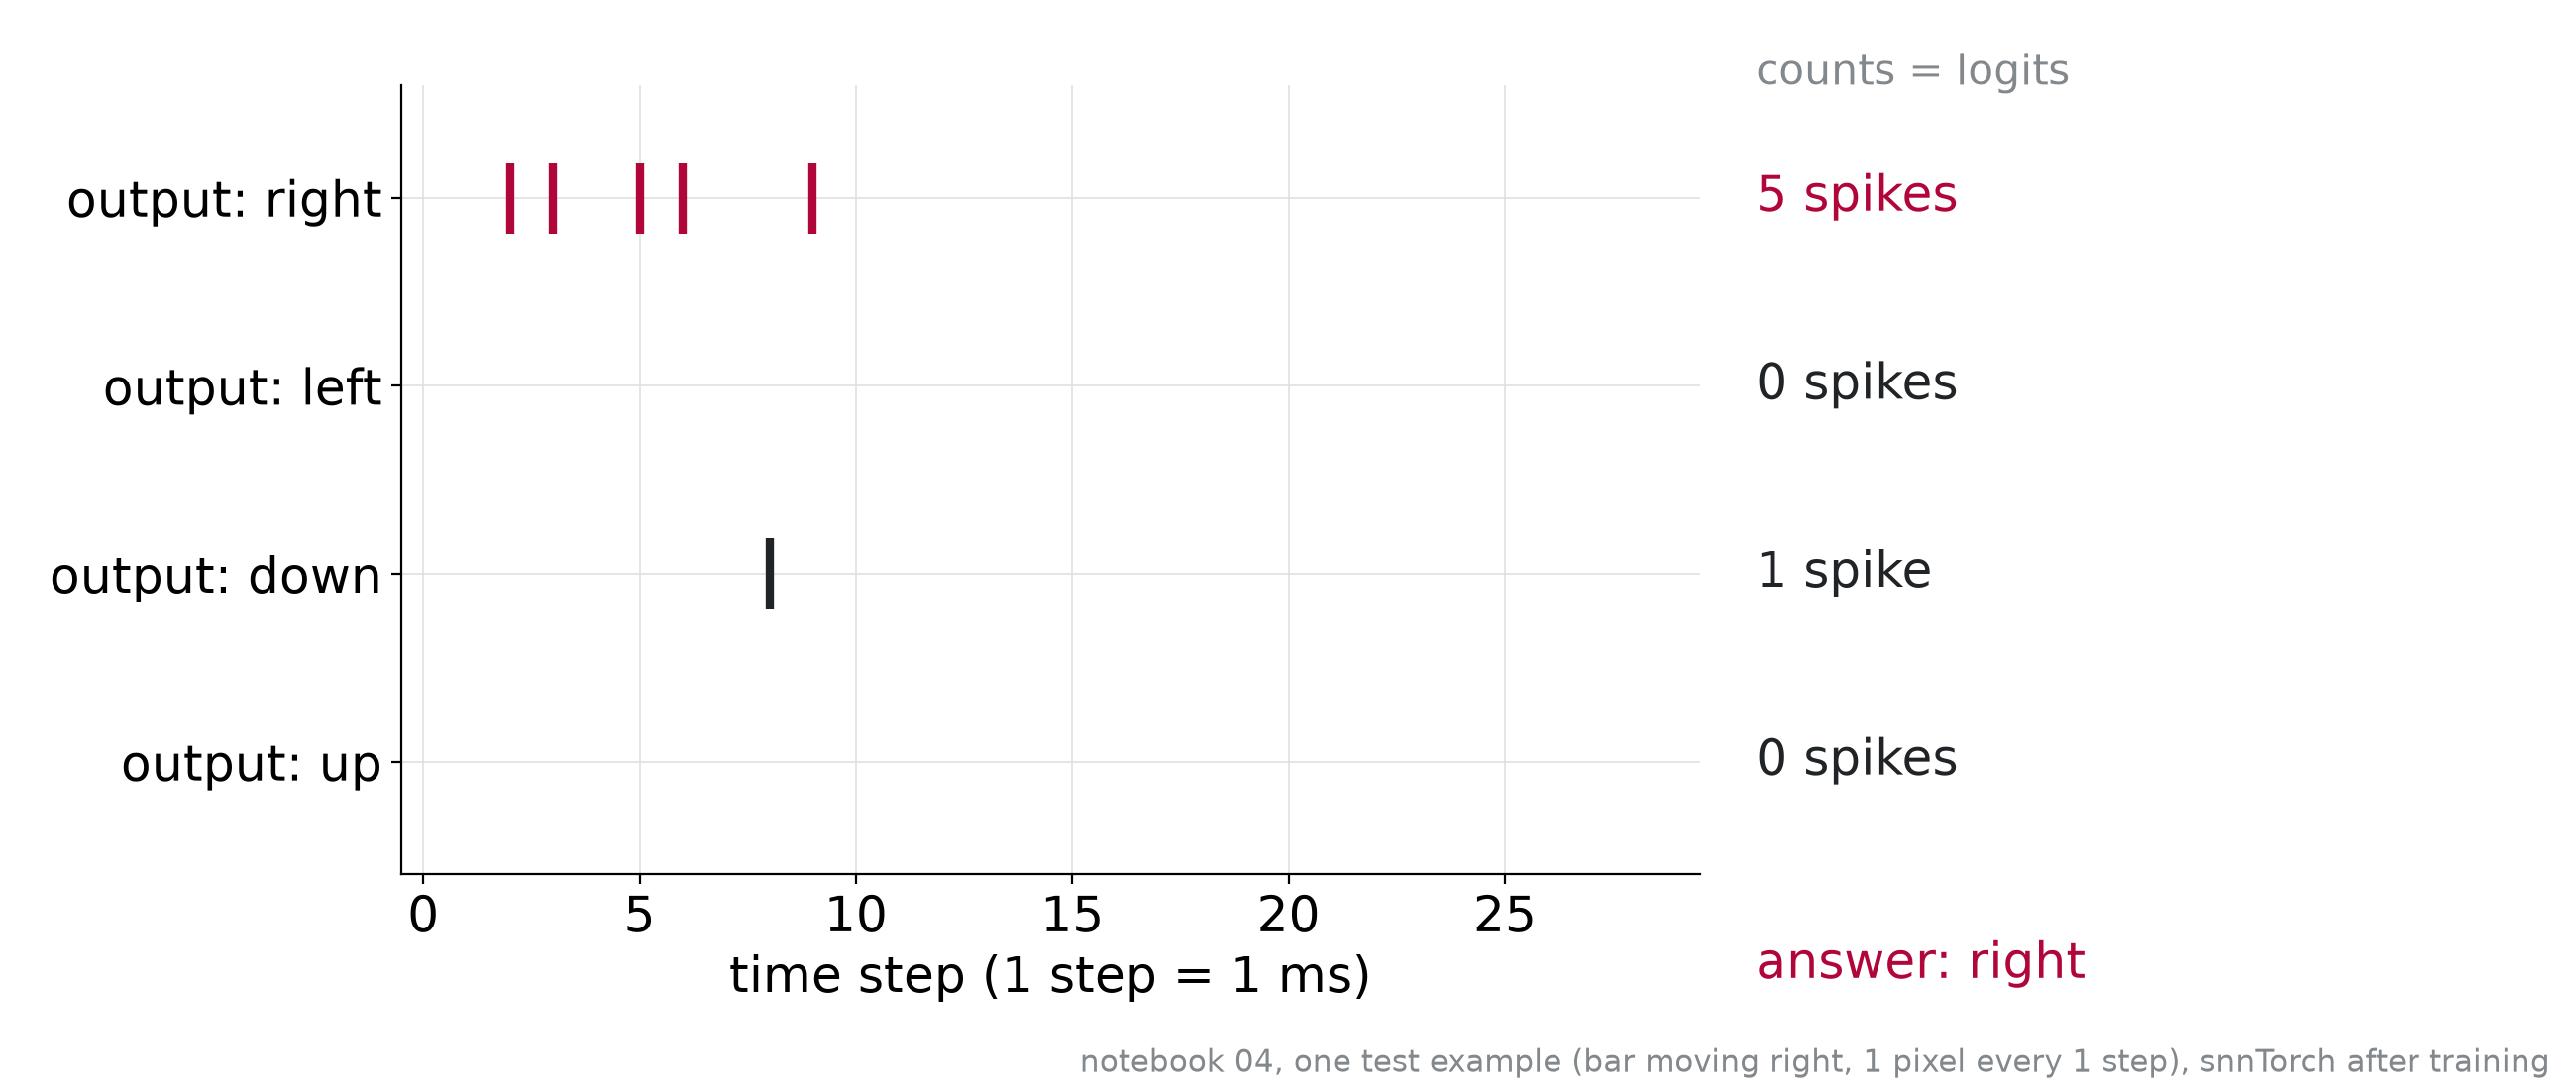 counts = logits
output: right
5 spikes
output: left
0 spikes
output: down
1 spike
output: up
0 spikes
0 5 10 15 20 25
time step (1 step = 1 ms)
answer: right
notebook 04, one test example (bar moving right, 1 pixel every 1 step), snnTorch after training